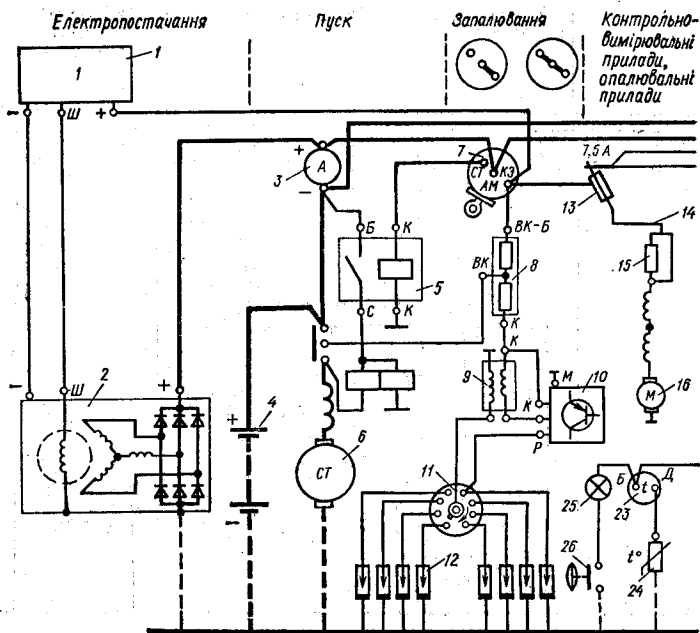 Електропостачання
Пуск
Запалювання
Контрольно-
вимірювальні
прилади,
опалювальні
прилади
1
1
− Ш +
+
А
3
−
7
СТ КЗ
АМ
7,5 А
13
14
Б К
ВК-Б
ВК
8
15
5
С К
К
К
− Ш +
2
4
+
−
9
М 10
К
Р
М 16
6
СТ
11
12
25
Б t Д
23
26
t°
24